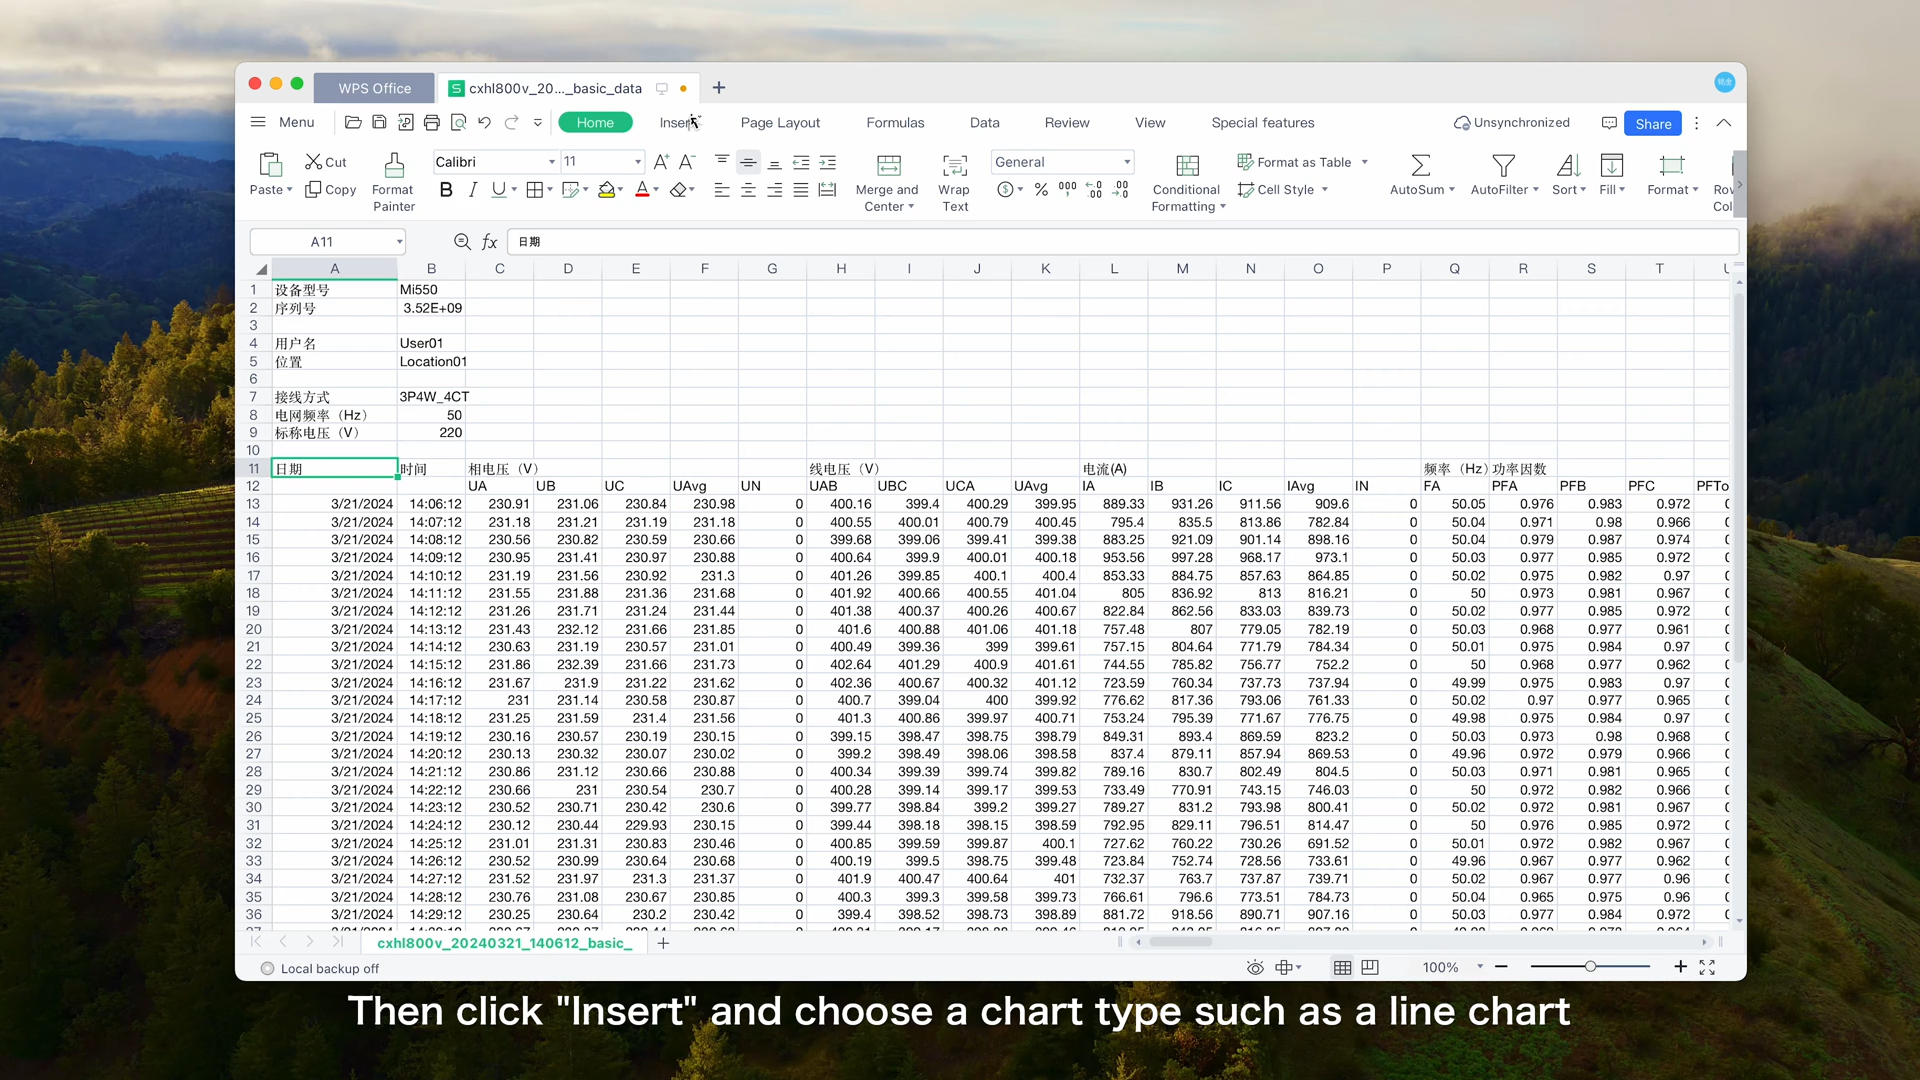 WPS Office
cxhl800v_20..._basic_data
铭金
Menu
Home
Insert
Page Layout
Formulas
Data
Review
View
Special features
Unsynchronized
Share
Paste
Cut
Copy
Format Painter
Calibri 11
General
Merge and Center
Wrap Text
Conditional Formatting
Format as Table
Cell Style
AutoSum
AutoFilter
Sort
Fill
Format
A11 fx 日期
A B C D E F G H I J K L M N O P Q R S T
1 设备型号 Mi550
2 序列号 3.52E+09
3
4 用户名 User01
5 位置 Location01
6
7 接线方式 3P4W_4CT
8 电网频率（Hz） 50
9 标称电压（V） 220
10
11 日期 时间 相电压（V） 线电压（V） 电流(A) 频率（Hz） 功率因数
12 UA UB UC UAvg UN UAB UBC UCA UAvg IA IB IC IAvg IN FA PFA PFB PFC PFTo
13 3/21/2024 14:06:12 230.91 231.06 230.84 230.98 0 400.16 399.4 400.29 399.95 889.33 931.26 911.56 909.6 0 50.05 0.976 0.983 0.972
14 3/21/2024 14:07:12 231.18 231.21 231.19 231.18 0 400.55 400.01 400.79 400.45 795.4 835.5 813.86 782.84 0 50.04 0.971 0.98 0.966
15 3/21/2024 14:08:12 230.56 230.82 230.59 230.66 0 399.68 399.06 399.41 399.38 883.25 921.09 901.14 898.16 0 50.04 0.979 0.987 0.974
16 3/21/2024 14:09:12 230.95 231.41 230.97 230.88 0 400.64 399.9 400.01 400.18 953.56 997.28 968.17 973.1 0 50.03 0.977 0.985 0.972
17 3/21/2024 14:10:12 231.19 231.56 230.92 231.3 0 401.26 399.85 400.1 400.4 853.33 884.75 857.63 864.85 0 50.02 0.975 0.982 0.97
18 3/21/2024 14:11:12 231.55 231.88 231.36 231.68 0 401.92 400.66 400.55 401.04 805 836.92 813 816.21 0 50 0.973 0.981 0.967
19 3/21/2024 14:12:12 231.26 231.71 231.24 231.44 0 401.38 400.37 400.26 400.67 822.84 862.56 833.03 839.73 0 50.02 0.977 0.985 0.972
20 3/21/2024 14:13:12 231.43 232.12 231.66 231.85 0 401.6 400.88 401.06 401.18 757.48 807 779.05 782.19 0 50.03 0.968 0.977 0.961
21 3/21/2024 14:14:12 230.63 231.19 230.57 231.01 0 400.49 399.36 399 399.61 757.15 804.64 771.79 784.34 0 50.01 0.975 0.984 0.97
22 3/21/2024 14:15:12 231.86 232.39 231.66 231.73 0 402.64 401.29 400.9 401.61 744.55 785.82 756.77 752.2 0 50 0.968 0.977 0.962
23 3/21/2024 14:16:12 231.67 231.9 231.22 231.62 0 402.36 400.67 400.32 401.12 723.59 760.34 737.73 737.94 0 49.99 0.975 0.983 0.97
24 3/21/2024 14:17:12 231 231.14 230.58 230.87 0 400.7 399.04 400 399.92 776.62 817.36 793.06 761.33 0 50.02 0.97 0.977 0.965
25 3/21/2024 14:18:12 231.25 231.59 231.4 231.56 0 401.3 400.86 399.97 400.71 753.24 795.39 771.67 776.75 0 49.98 0.975 0.984 0.97
26 3/21/2024 14:19:12 230.16 230.57 230.19 230.15 0 399.15 398.47 398.75 398.79 849.31 893.4 869.59 823.2 0 50.03 0.973 0.98 0.968
27 3/21/2024 14:20:12 230.13 230.32 230.07 230.02 0 399.2 398.49 398.06 398.58 837.4 879.11 857.94 869.53 0 49.96 0.972 0.979 0.966
28 3/21/2024 14:21:12 230.86 231.12 230.66 230.88 0 400.34 399.39 399.74 399.82 789.16 830.7 802.49 804.5 0 50.03 0.971 0.981 0.965
29 3/21/2024 14:22:12 230.66 231 230.54 230.7 0 400.28 399.14 399.17 399.53 733.49 770.91 743.15 746.03 0 50 0.972 0.982 0.966
30 3/21/2024 14:23:12 230.52 230.71 230.42 230.6 0 399.77 398.84 399.2 399.27 789.27 831.2 793.98 800.41 0 50.02 0.972 0.981 0.967
31 3/21/2024 14:24:12 230.12 230.44 229.93 230.15 0 399.44 398.18 398.15 398.59 792.95 829.11 796.51 814.47 0 50 0.976 0.985 0.972
32 3/21/2024 14:25:12 231.01 231.31 230.83 230.46 0 400.85 399.59 399.87 400.1 727.62 760.22 730.26 691.52 0 50.01 0.972 0.982 0.967
33 3/21/2024 14:26:12 230.52 230.99 230.64 230.68 0 400.19 399.5 398.75 399.48 723.84 752.74 728.56 733.61 0 49.96 0.967 0.977 0.962
34 3/21/2024 14:27:12 231.52 231.97 231.3 231.37 0 401.9 400.47 400.64 401 732.37 763.7 737.87 739.71 0 50.02 0.967 0.977 0.96
35 3/21/2024 14:28:12 230.76 231.08 230.67 230.85 0 400.3 399.3 399.58 399.73 766.61 796.6 773.51 784.73 0 50.04 0.965 0.975 0.96
36 3/21/2024 14:29:12 230.25 230.64 230.2 230.42 0 399.4 398.52 398.73 398.89 881.72 918.56 890.71 907.16 0 50.03 0.977 0.984 0.972
cxhl800v_20240321_140612_basic_
Local backup off
100%
Then click "Insert" and choose a chart type such as a line chart